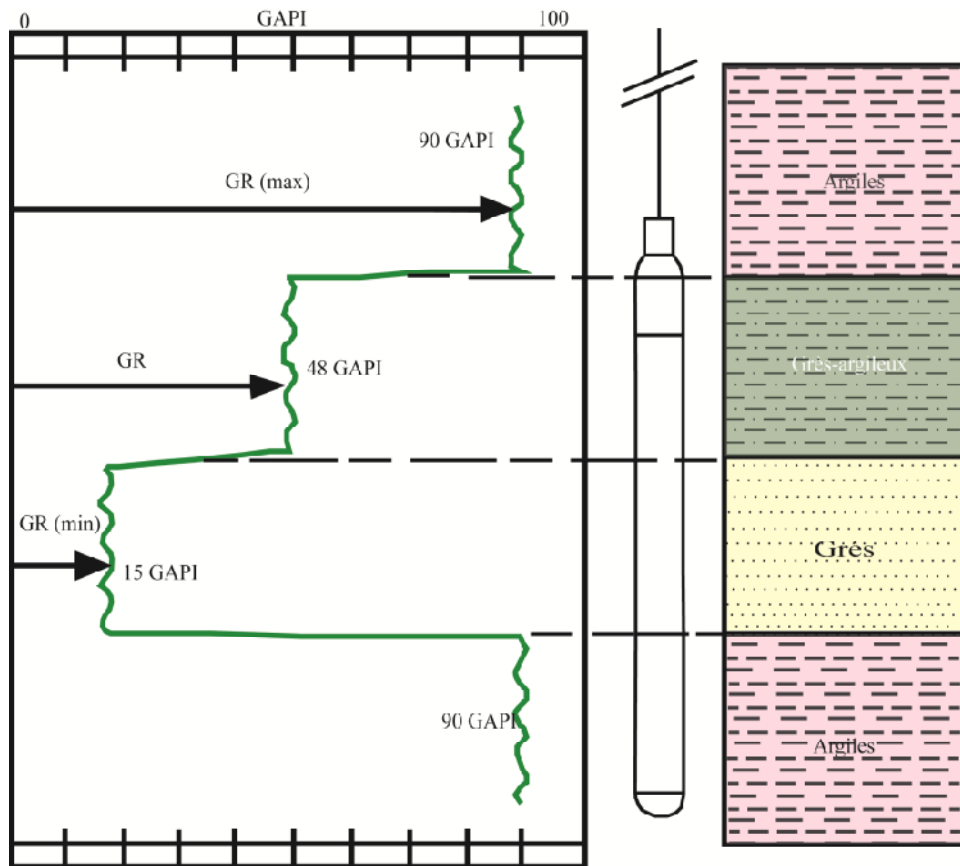 0 GAPI 100
90 GAPI
GR (max)
Argiles
GR
48 GAPI
Grès-argileux
GR (min)
15 GAPI
Grés
90 GAPI
Argiles